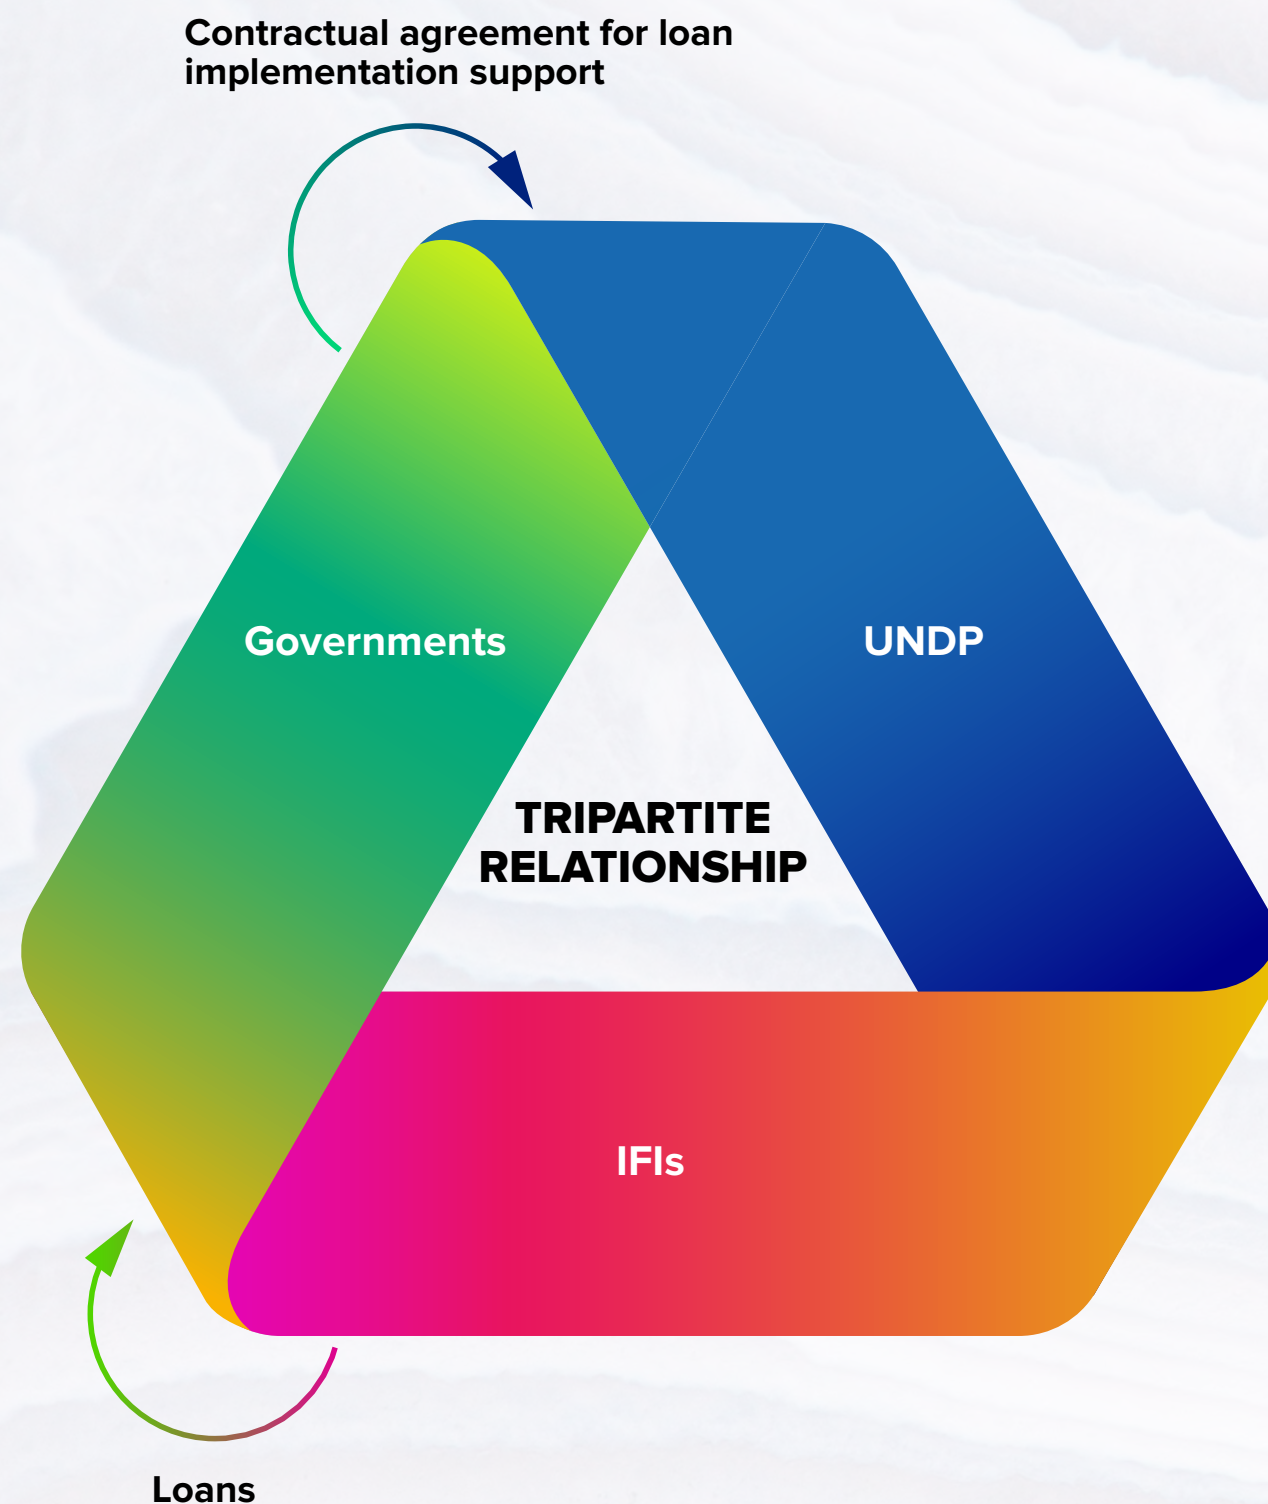 Contractual agreement for loan
implementation support
Governments
UNDP
TRIPARTITE
RELATIONSHIP
IFIs
Loans